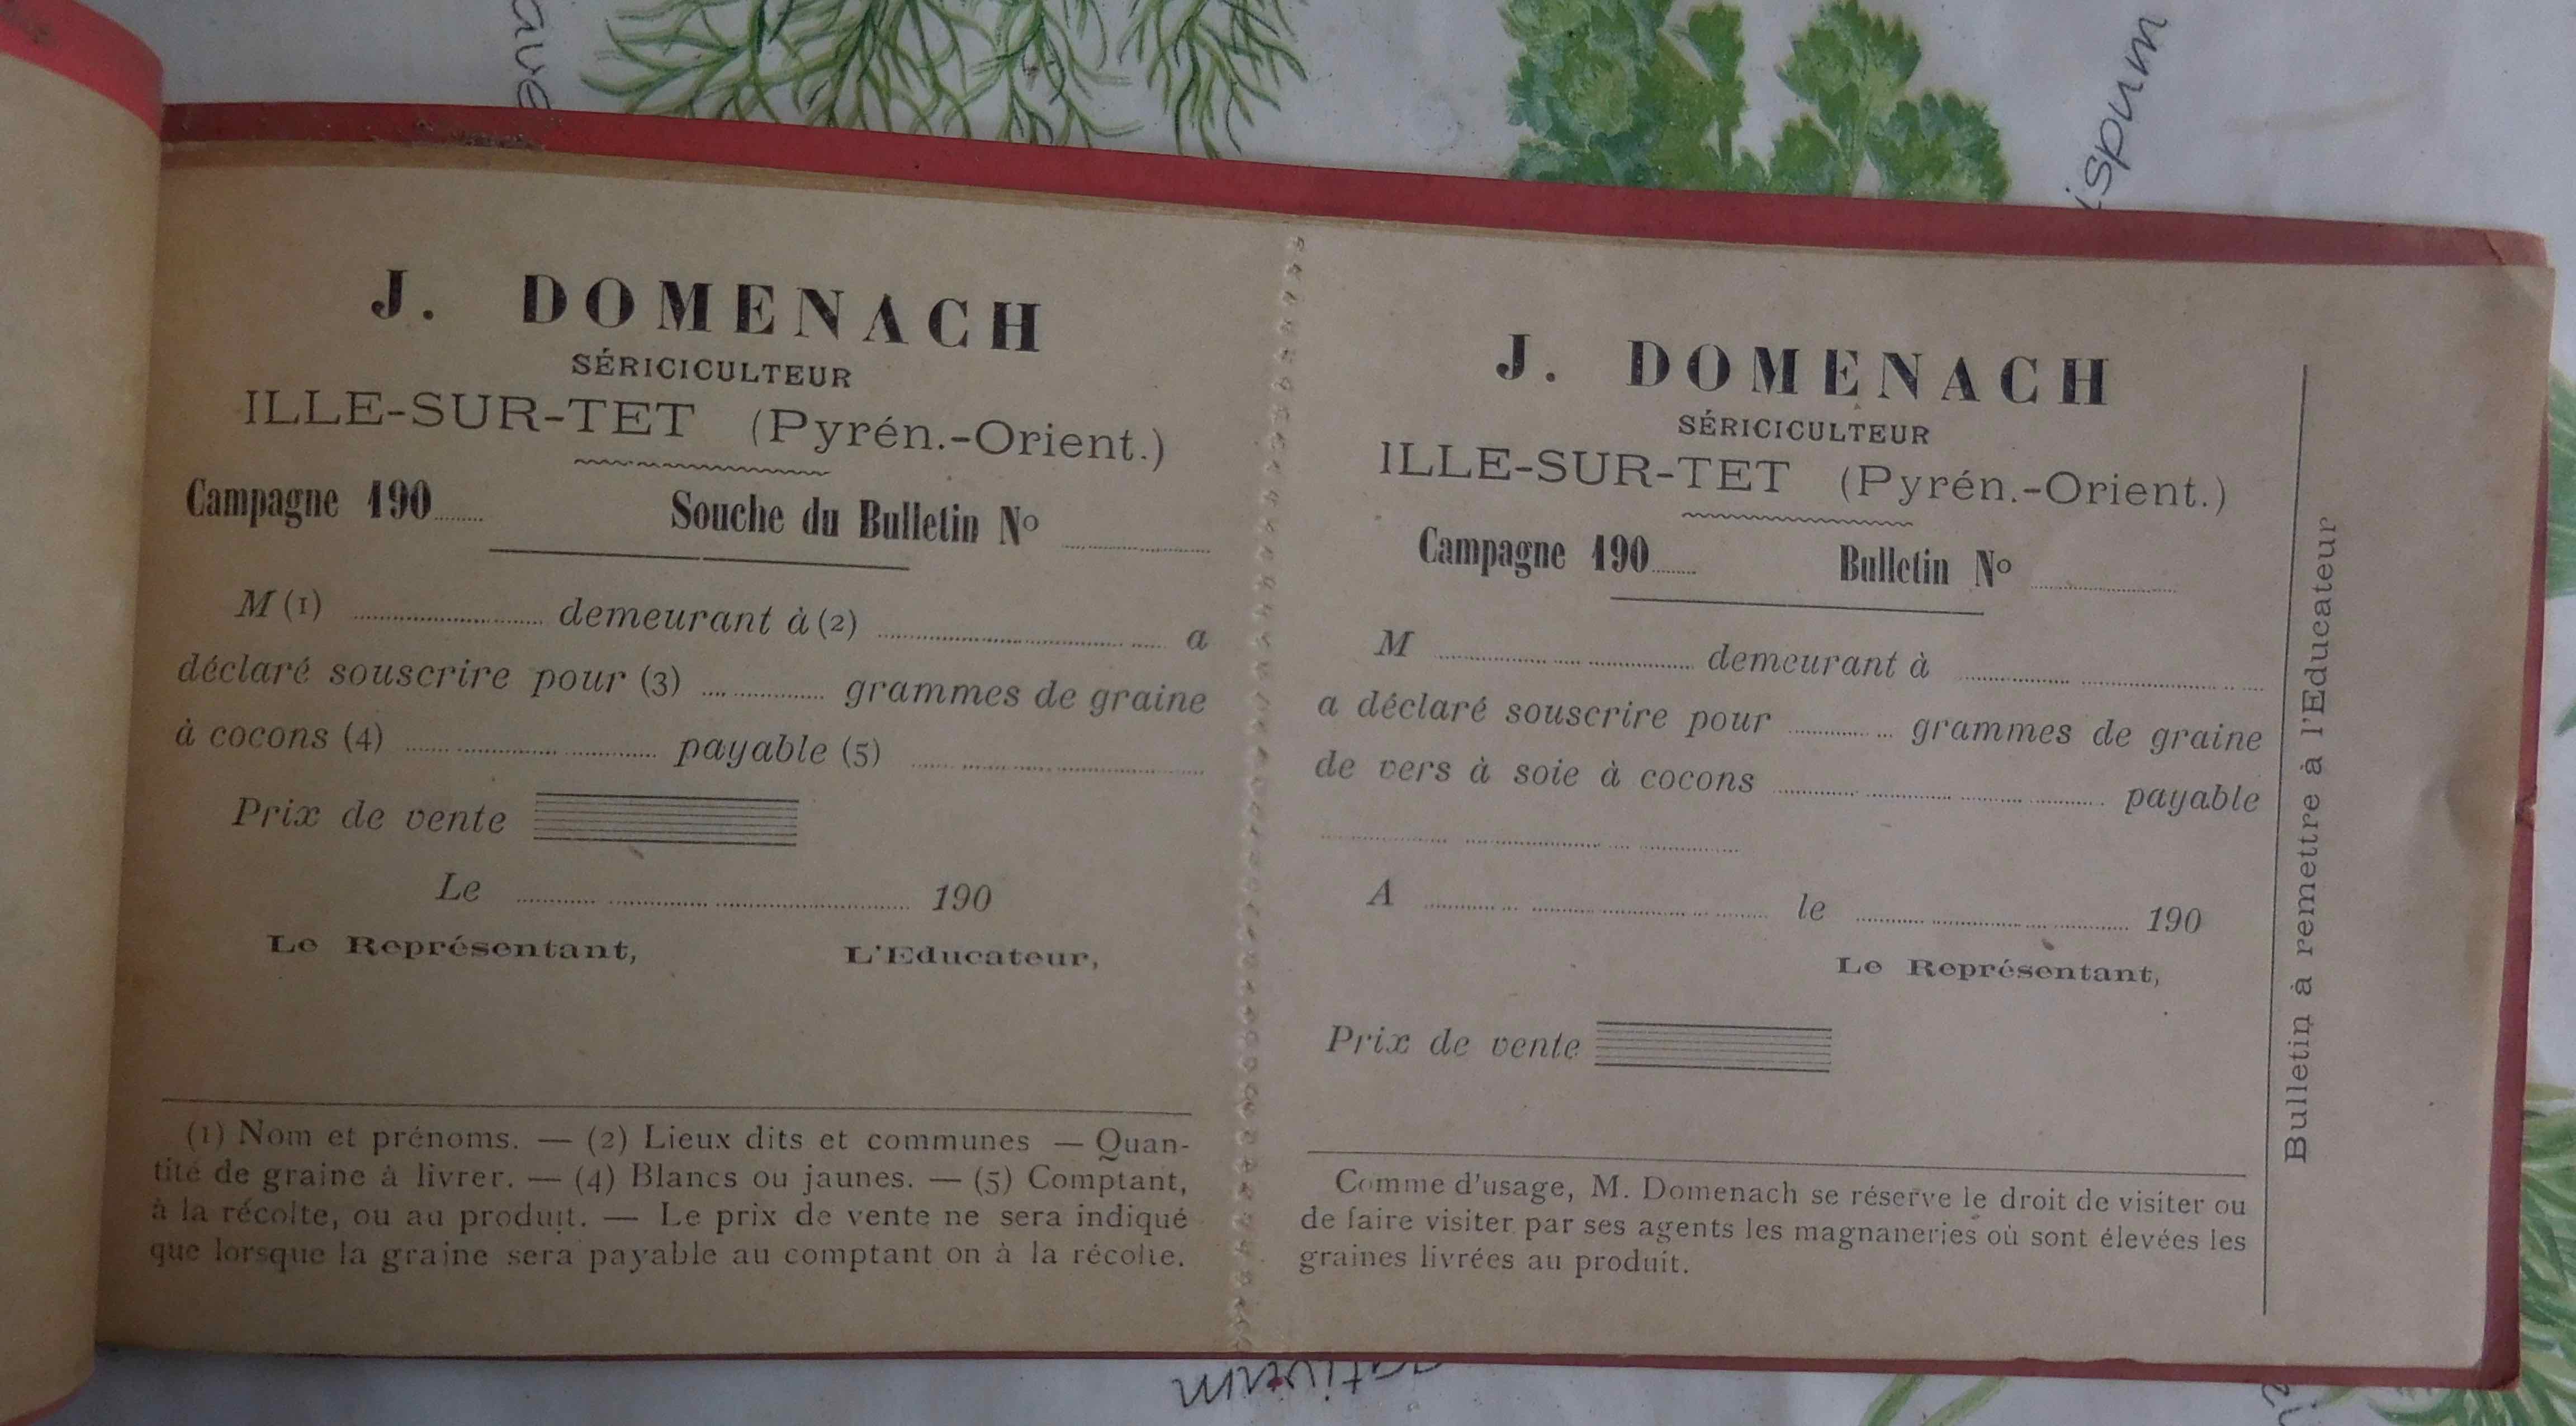 J. DOMENACH
SÉRICICULTEUR
ILLE-SUR-TET (Pyrén.-Orient.)
Campagne 190 Souche du Bulletin Nº
M (1) demeurant à (2) a
déclaré souscrire pour (3) grammes de graine
à cocons (4) payable (5)
Prix de vente
Le 190
Le Représentant, L'Educateur,
(1) Nom et prénoms. — (2) Lieux dits et communes — Quan-
tité de graine à livrer. — (4) Blancs ou jaunes. — (5) Comptant,
à la récolte, ou au produit. — Le prix de vente ne sera indiqué
que lorsque la graine sera payable au comptant on à la récolte.
J. DOMENACH
SÉRICICULTEUR
ILLE-SUR-TET (Pyrén.-Orient.)
Campagne 190 Bulletin Nº
M demeurant à
a déclaré souscrire pour grammes de graine
de vers à soie à cocons payable
A le 190
Le Représentant,
Prix de vente
Comme d'usage, M. Domenach se réserve le droit de visiter ou
de faire visiter par ses agents les magnaneries où sont élevées les
graines livrées au produit.
Bulletin à remettre à l'Educateur